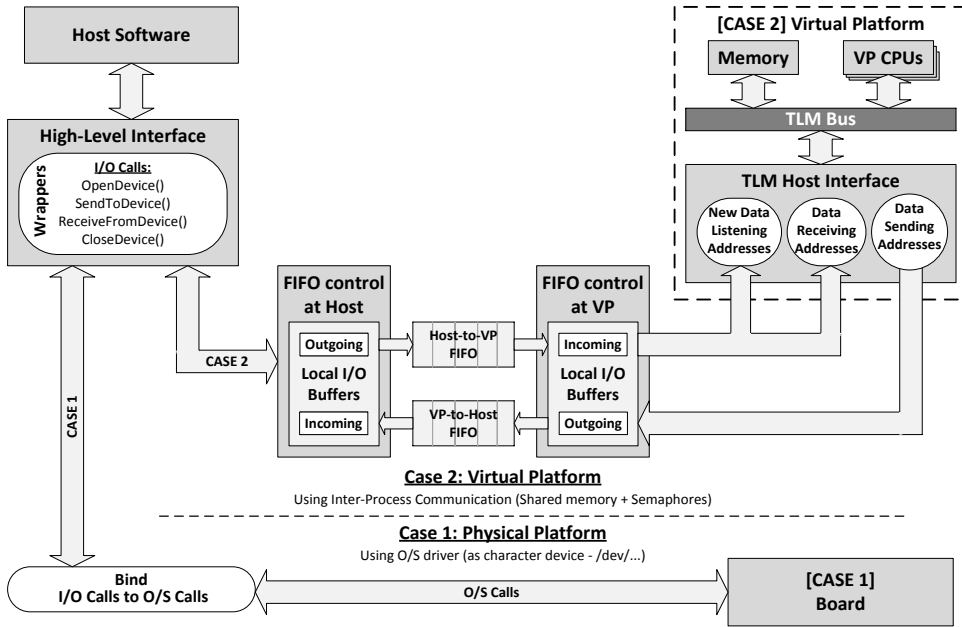 Host Software
[CASE 2] Virtual Platform
Memory
VP CPUs
TLM Bus
High-Level Interface
Wrappers
I/O Calls:
OpenDevice()
SendToDevice()
ReceiveFromDevice()
CloseDevice()
TLM Host Interface
New Data
Listening
Addresses
Data
Receiving
Addresses
Data
Sending
Addresses
FIFO control
at Host
Outgoing
Local I/O
Buffers
Incoming
Host-to-VP
FIFO
VP-to-Host
FIFO
FIFO control
at VP
Incoming
Local I/O
Buffers
Outgoing
CASE 2
CASE 1
Case 2: Virtual Platform
Using Inter-Process Communication (Shared memory + Semaphores)
Case 1: Physical Platform
Using O/S driver (as character device - /dev/...)
Bind
I/O Calls to O/S Calls
O/S Calls
[CASE 1]
Board